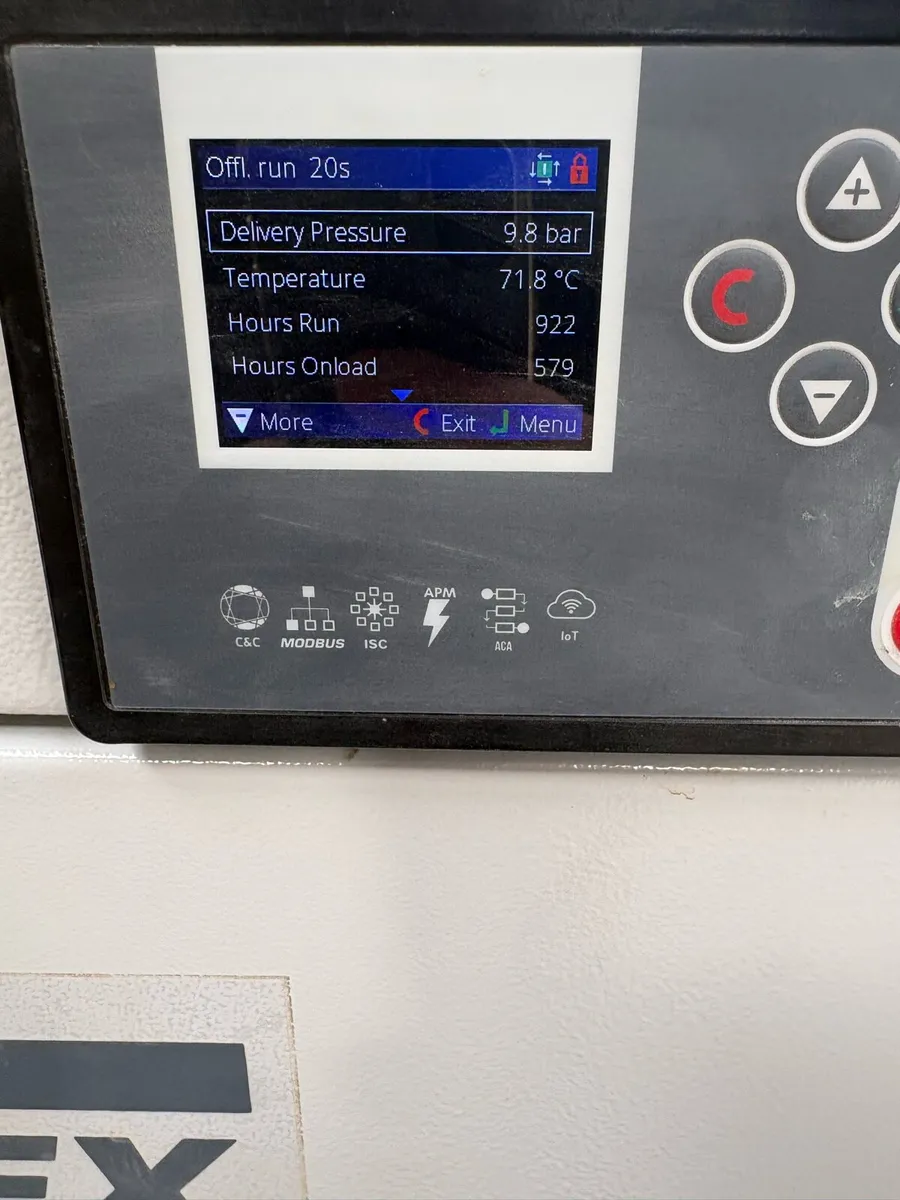 Offl. run 20s
Delivery Pressure 9.8 bar
Temperature 71.8 °C
Hours Run 922
Hours Onload 579
More Exit Menu
C&C MODBUS ISC APM ACA IoT
EX